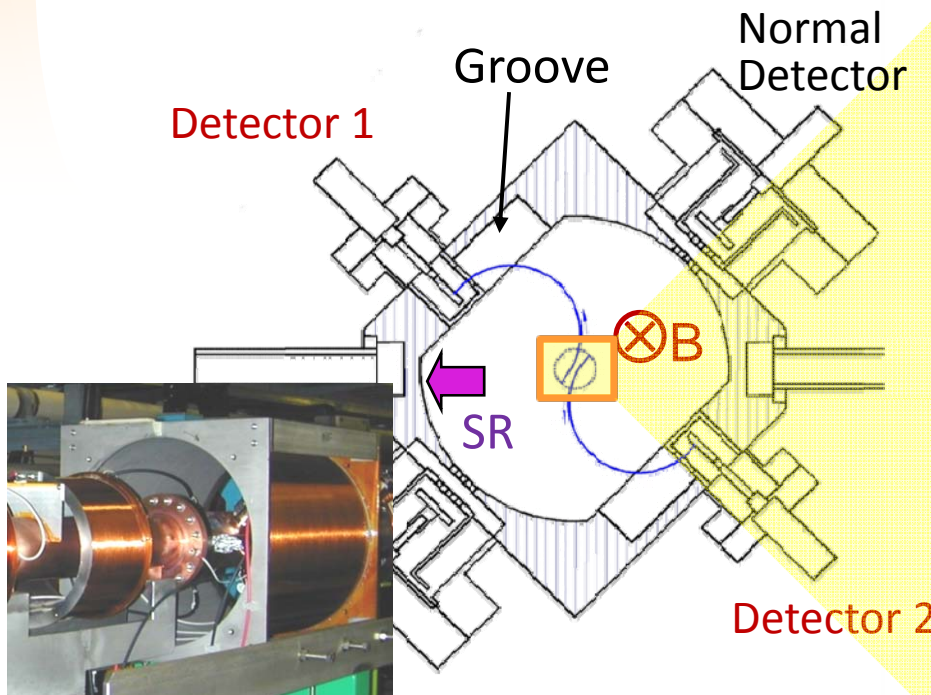 Normal
Detector
Groove
Detector 1
B
SR
Detector 2